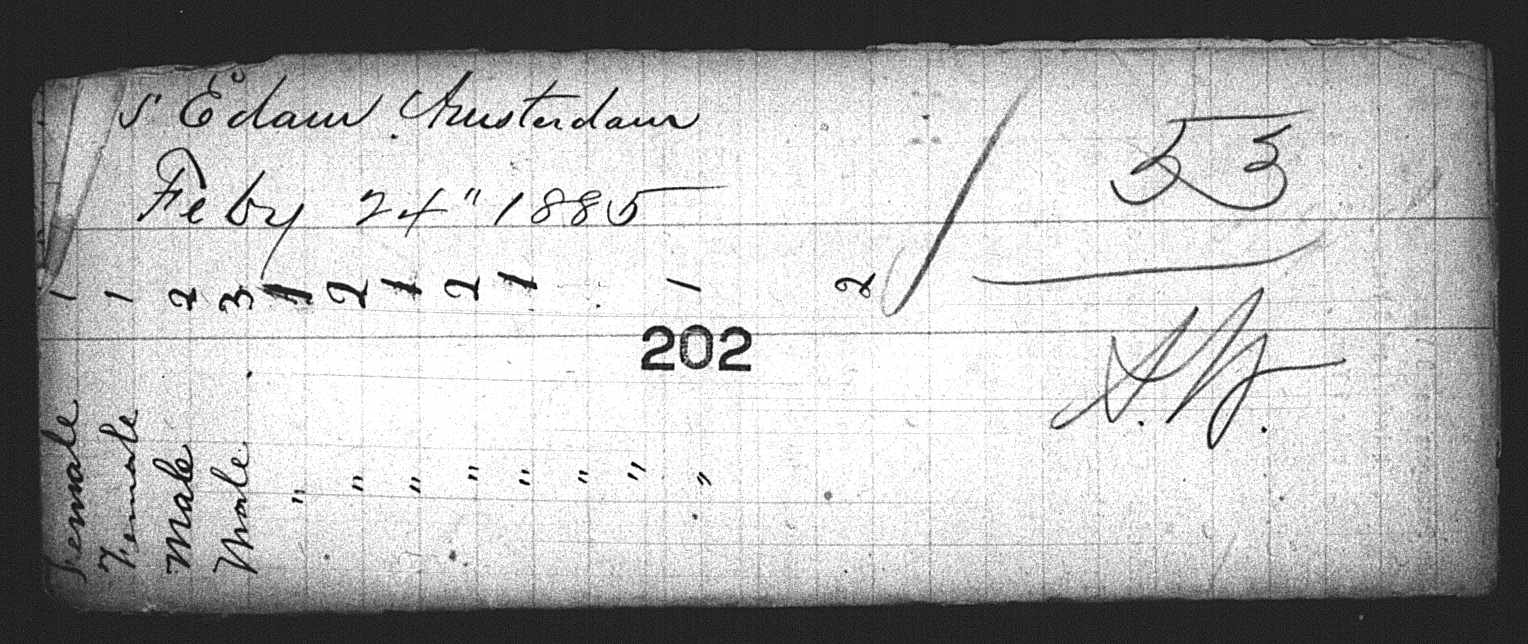 S Edam Amsterdam
Feby 24" 1885
53
1 1 2 3 1 2 1 2 1 1 2
202
Female
Female
Male
Male
" " " " " " " "